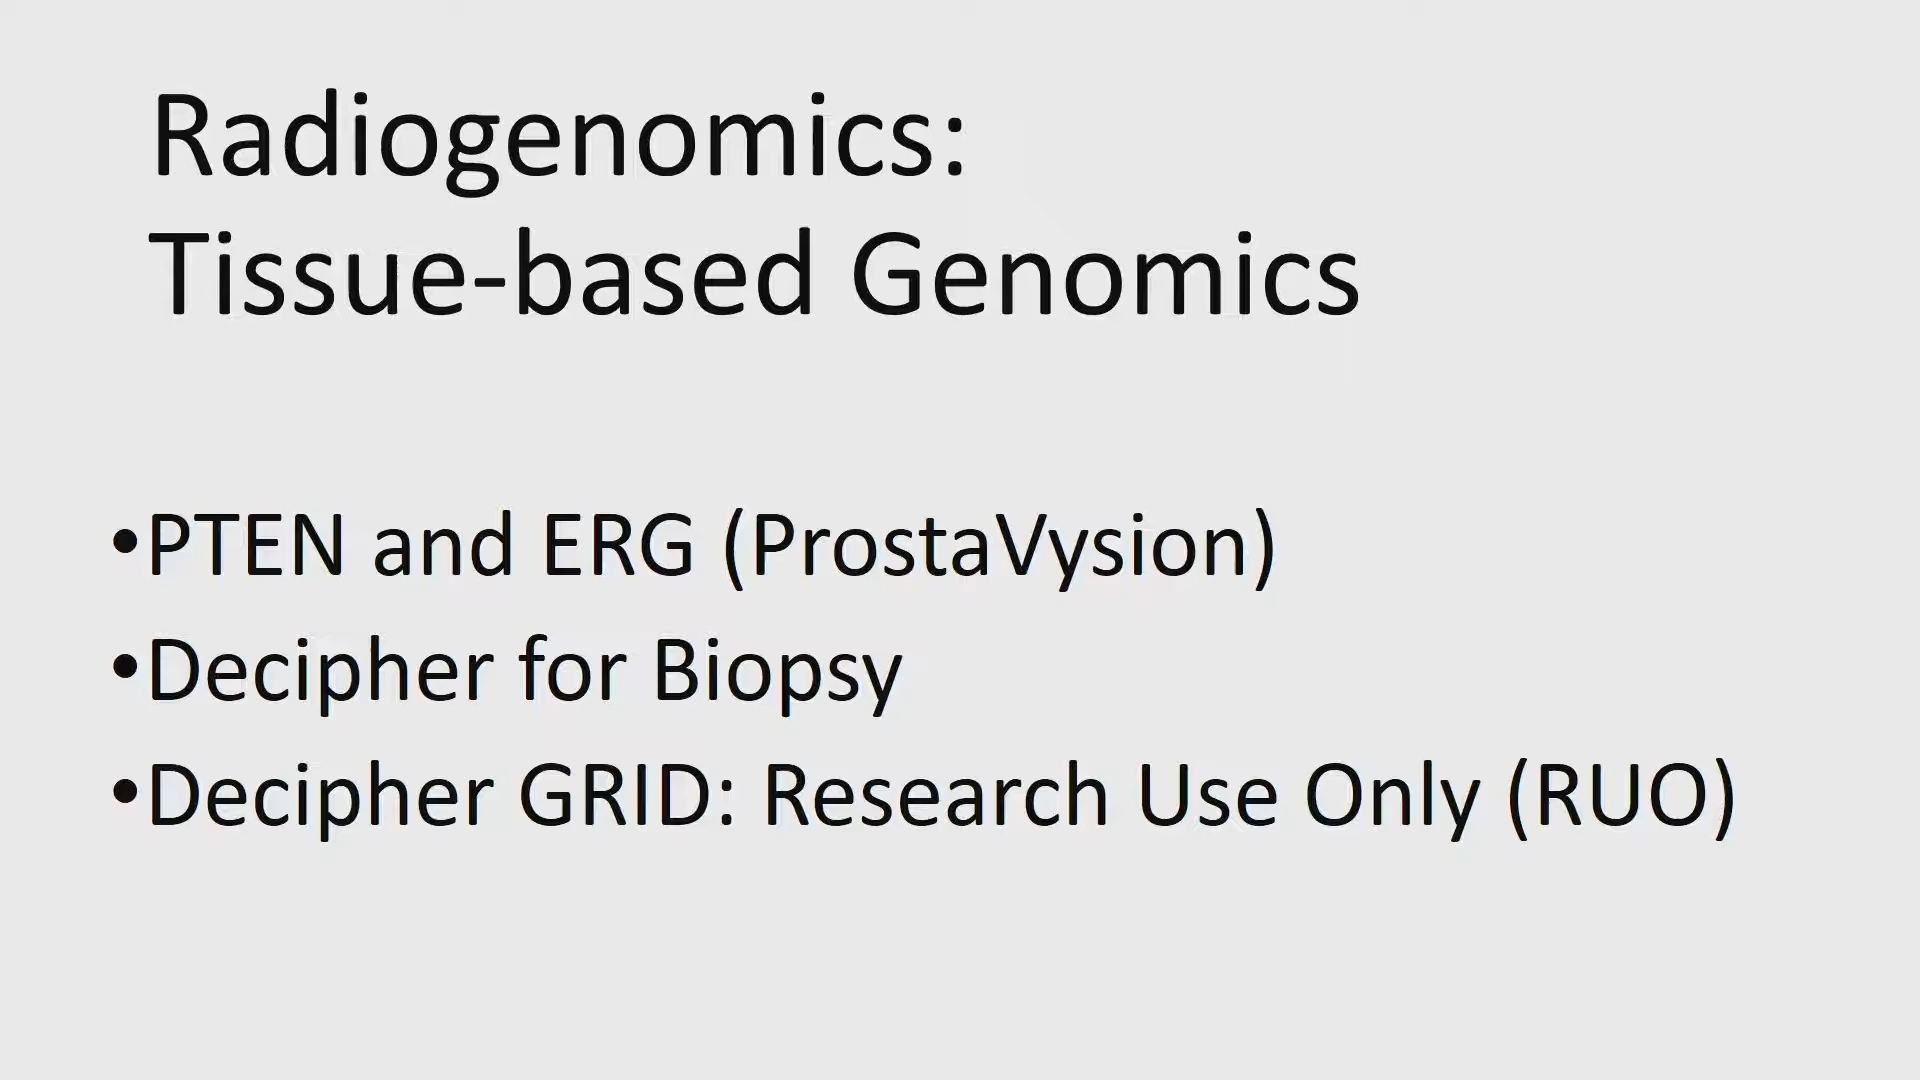 Radiogenomics:
Tissue-based Genomics
•PTEN and ERG (ProstaVysion)
•Decipher for Biopsy
•Decipher GRID: Research Use Only (RUO)